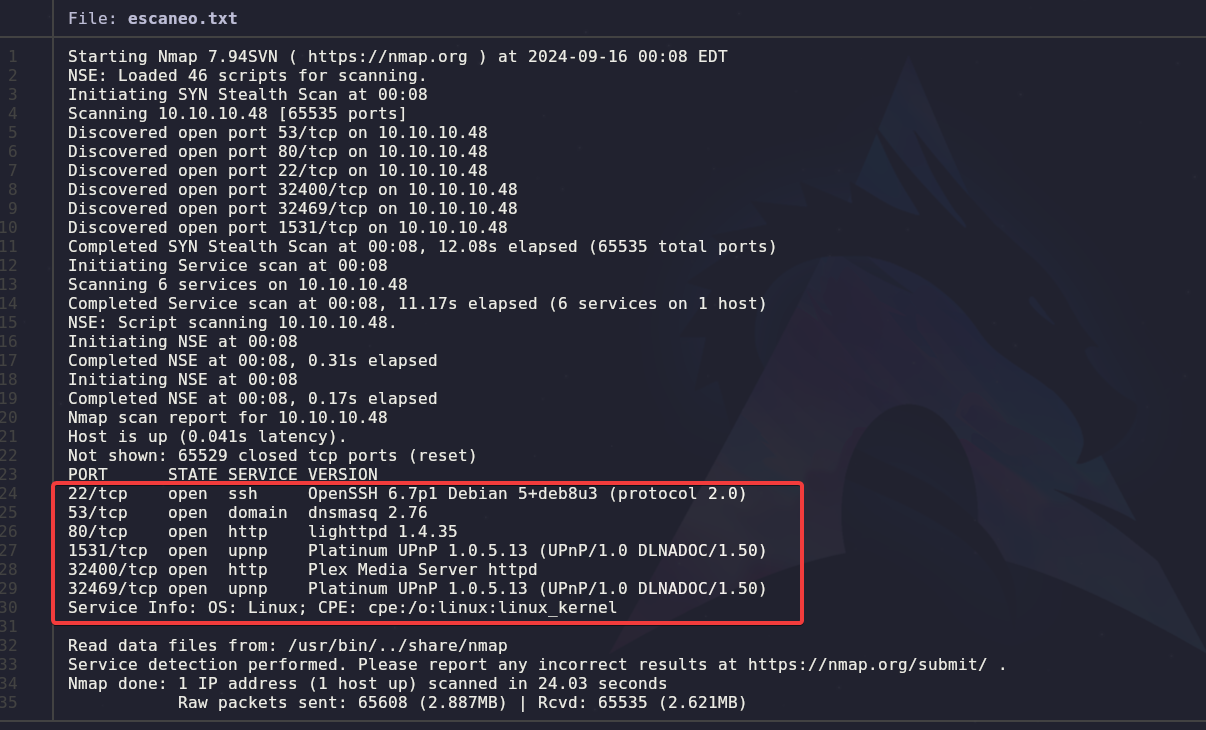 File: escaneo.txt
1 Starting Nmap 7.94SVN ( https://nmap.org ) at 2024-09-16 00:08 EDT
2 NSE: Loaded 46 scripts for scanning.
3 Initiating SYN Stealth Scan at 00:08
4 Scanning 10.10.10.48 [65535 ports]
5 Discovered open port 53/tcp on 10.10.10.48
6 Discovered open port 80/tcp on 10.10.10.48
7 Discovered open port 22/tcp on 10.10.10.48
8 Discovered open port 32400/tcp on 10.10.10.48
9 Discovered open port 32469/tcp on 10.10.10.48
10 Discovered open port 1531/tcp on 10.10.10.48
11 Completed SYN Stealth Scan at 00:08, 12.08s elapsed (65535 total ports)
12 Initiating Service scan at 00:08
13 Scanning 6 services on 10.10.10.48
14 Completed Service scan at 00:08, 11.17s elapsed (6 services on 1 host)
15 NSE: Script scanning 10.10.10.48.
16 Initiating NSE at 00:08
17 Completed NSE at 00:08, 0.31s elapsed
18 Initiating NSE at 00:08
19 Completed NSE at 00:08, 0.17s elapsed
20 Nmap scan report for 10.10.10.48
21 Host is up (0.041s latency).
22 Not shown: 65529 closed tcp ports (reset)
23 PORT      STATE SERVICE VERSION
24 22/tcp    open  ssh     OpenSSH 6.7p1 Debian 5+deb8u3 (protocol 2.0)
25 53/tcp    open  domain  dnsmasq 2.76
26 80/tcp    open  http    lighttpd 1.4.35
27 1531/tcp  open  upnp    Platinum UPnP 1.0.5.13 (UPnP/1.0 DLNADOC/1.50)
28 32400/tcp open  http    Plex Media Server httpd
29 32469/tcp open  upnp    Platinum UPnP 1.0.5.13 (UPnP/1.0 DLNADOC/1.50)
30 Service Info: OS: Linux; CPE: cpe:/o:linux:linux_kernel
31
32 Read data files from: /usr/bin/../share/nmap
33 Service detection performed. Please report any incorrect results at https://nmap.org/submit/ .
34 Nmap done: 1 IP address (1 host up) scanned in 24.03 seconds
35            Raw packets sent: 65608 (2.887MB) | Rcvd: 65535 (2.621MB)